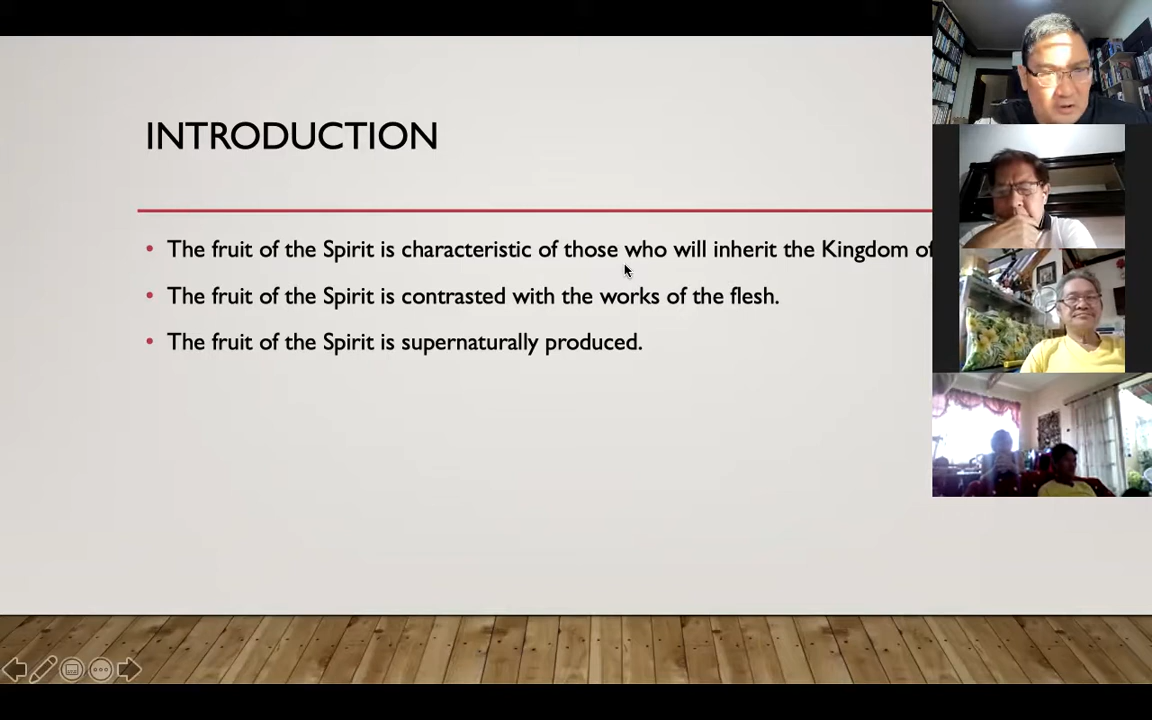 INTRODUCTION
• The fruit of the Spirit is characteristic of those who will inherit the Kingdom of
• The fruit of the Spirit is contrasted with the works of the flesh.
• The fruit of the Spirit is supernaturally produced.